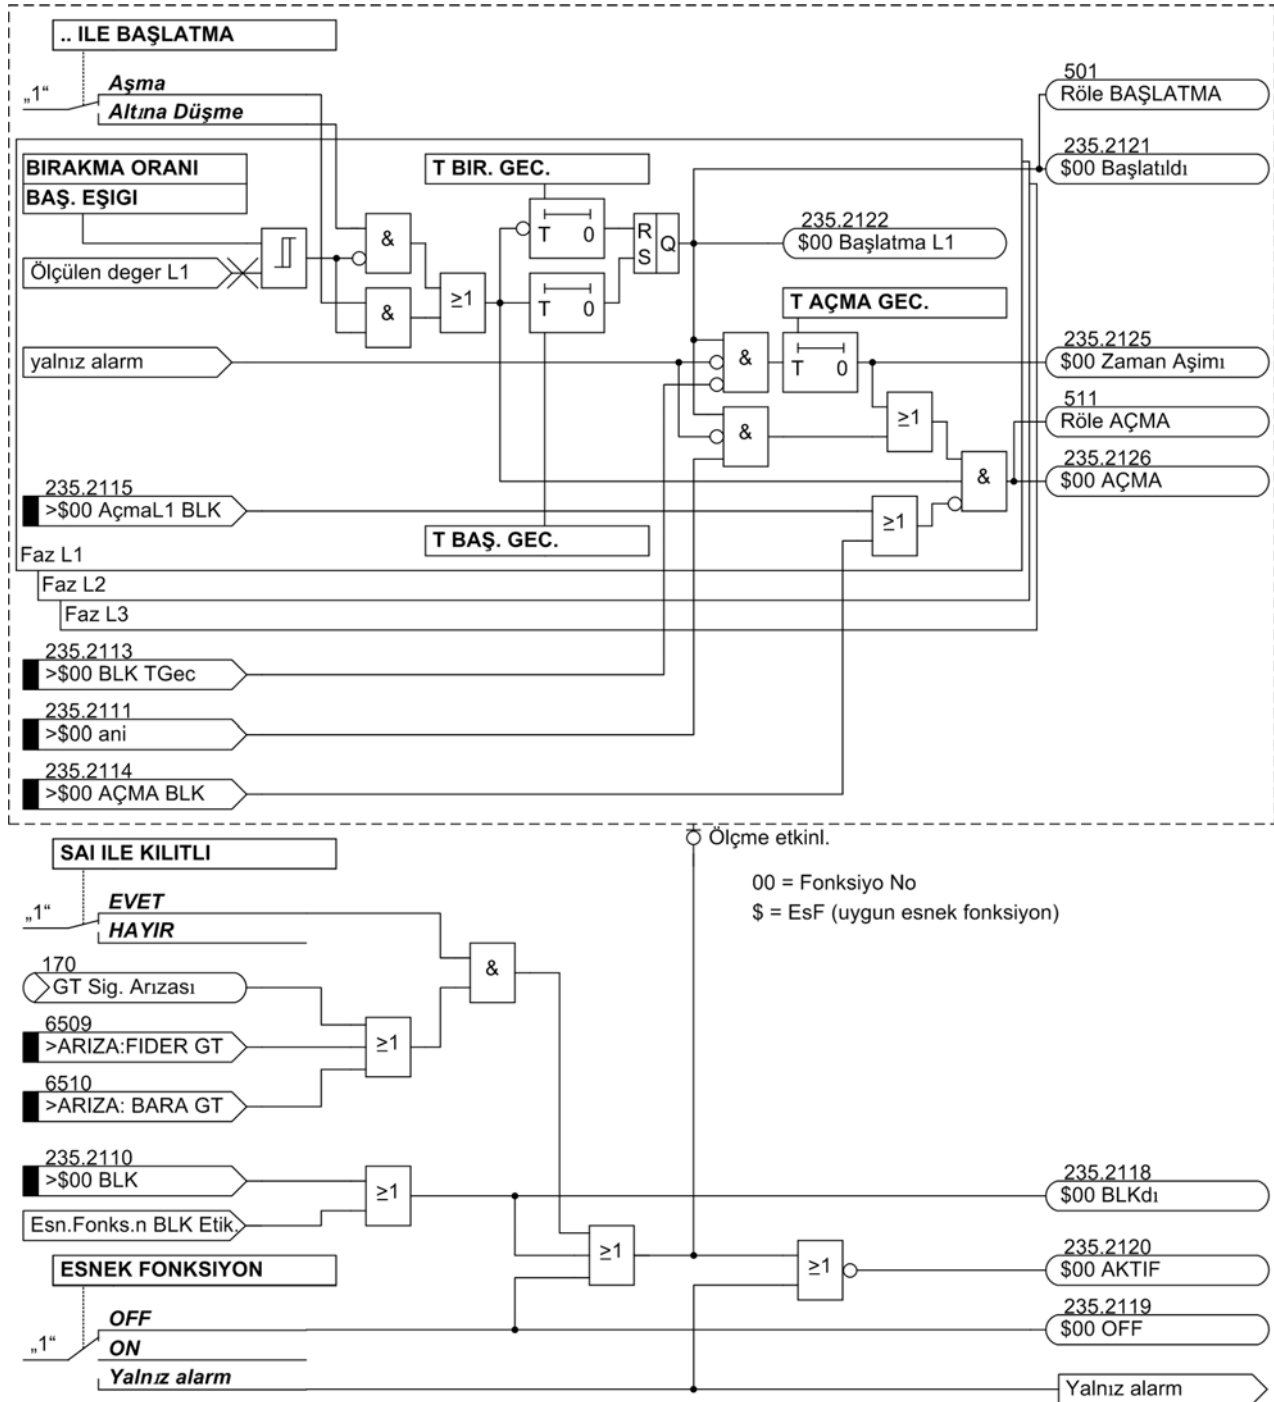 .. ILE BAŞLATMA
„1“
Aşma
Altına Düşme
501
Röle BAŞLATMA
235.2121
$00 Başlatıldı
BIRAKMA ORANI
BAŞ. EŞIGI
T BIR. GEC.
T 0
R
S
Q
235.2122
$00 Başlatma L1
&
Ölçülen deger L1
≥1
&
T 0
T AÇMA GEC.
yalnız alarm
&
T 0
235.2125
$00 Zaman Aşimı
511
Röle AÇMA
&
≥1
235.2126
$00 AÇMA
&
235.2115
>$00 AçmaL1 BLK
≥1
T BAŞ. GEC.
Faz L1
Faz L2
Faz L3
235.2113
>$00 BLK TGec
235.2111
>$00 ani
235.2114
>$00 AÇMA BLK
Ölçme etkinl.
SAI ILE KILITLI
„1“
EVET
HAYIR
00 = Fonksiyo No
$ = EsF (uygun esnek fonksiyon)
&
170
GT Sig. Arızası
6509
>ARIZA:FIDER GT
≥1
6510
>ARIZA: BARA GT
235.2110
>$00 BLK
≥1
235.2118
$00 BLKdı
Esn.Fonks.n BLK Etik.
≥1
≥1
235.2120
$00 AKTIF
ESNEK FONKSIYON
„1“
OFF
ON
Yalnız alarm
235.2119
$00 OFF
Yalnız alarm